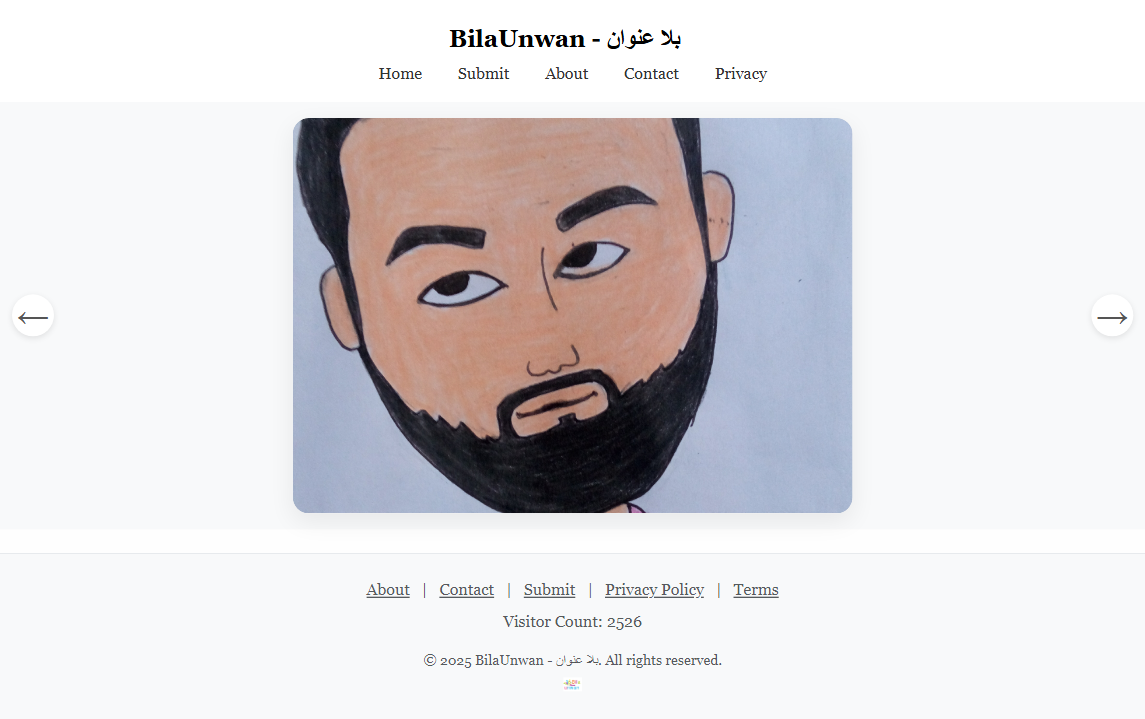 BilaUnwan - بلا عنوان
Home Submit About Contact Privacy
←
→
About | Contact | Submit | Privacy Policy | Terms
Visitor Count: 2526
© 2025 BilaUnwan - بلا عنوان. All rights reserved.